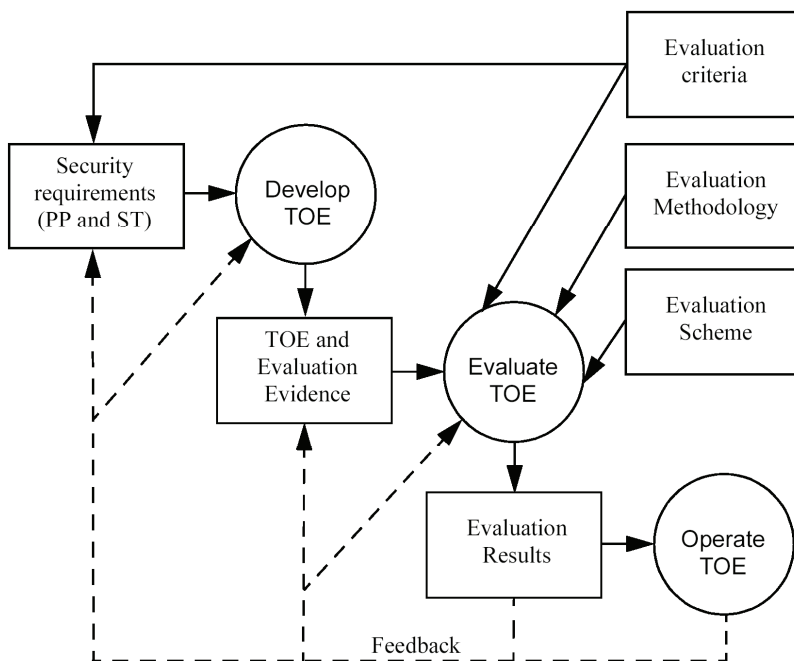 Evaluation
criteria
Security
requirements
(PP and ST)
Develop
TOE
Evaluation
Methodology
Evaluation
Scheme
TOE and
Evaluation
Evidence
Evaluate
TOE
Evaluation
Results
Operate
TOE
Feedback